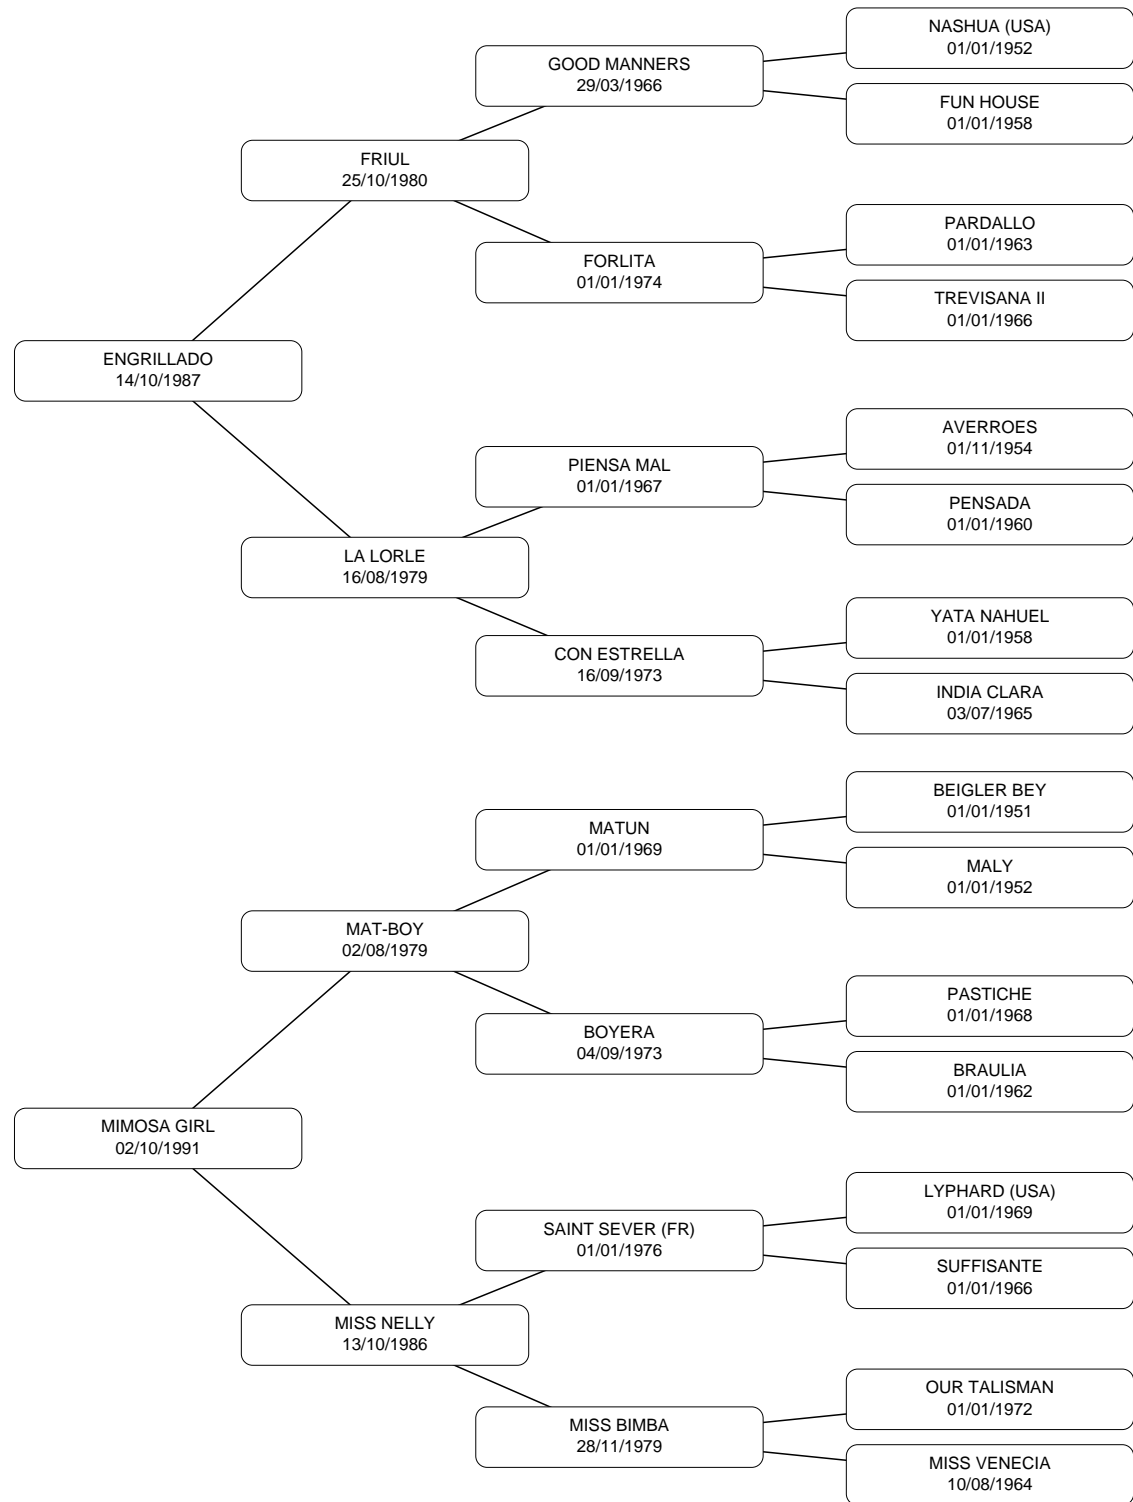 NASHUA (USA)
01/01/1952
GOOD MANNERS
29/03/1966
FUN HOUSE
01/01/1958
FRIUL
25/10/1980
PARDALLO
01/01/1963
FORLITA
01/01/1974
TREVISANA II
01/01/1966
ENGRILLADO
14/10/1987
AVERROES
01/11/1954
PIENSA MAL
01/01/1967
PENSADA
01/01/1960
LA LORLE
16/08/1979
YATA NAHUEL
01/01/1958
CON ESTRELLA
16/09/1973
INDIA CLARA
03/07/1965
BEIGLER BEY
01/01/1951
MATUN
01/01/1969
MALY
01/01/1952
MAT-BOY
02/08/1979
PASTICHE
01/01/1968
BOYERA
04/09/1973
BRAULIA
01/01/1962
MIMOSA GIRL
02/10/1991
LYPHARD (USA)
01/01/1969
SAINT SEVER (FR)
01/01/1976
SUFFISANTE
01/01/1966
MISS NELLY
13/10/1986
OUR TALISMAN
01/01/1972
MISS BIMBA
28/11/1979
MISS VENECIA
10/08/1964